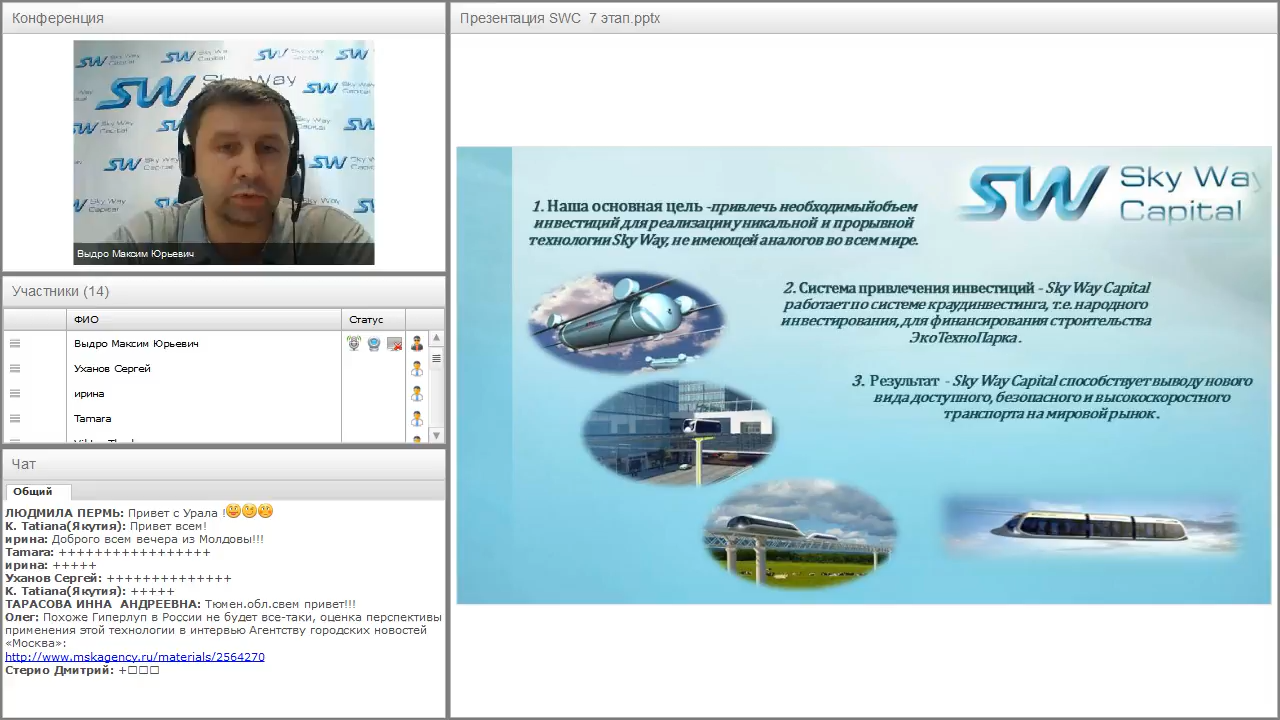 Конференция
Sky Way
Capital
Выдро Максим Юрьевич
Участники (14)
ФИО
Статус
Выдро Максим Юрьевич
Уханов Сергей
ирина
Tamara
Чат
Общий
ЛЮДМИЛА ПЕРМЬ: Привет с Урала !
K. Tatiana(Якутия): Привет всем!
ирина: Доброго всем вечера из Молдовы!!!
Tamara: +++++++++++++++++
ирина: +++++
Уханов Сергей: ++++++++++++++
K. Tatiana(Якутия): +++++
ТАРАСОВА ИННА АНДРЕЕВНА: Тюмен.обл.свем привет!!!
Олег: Похоже Гиперлуп в России не будет все-таки, оценка перспективы
применения этой технологии в интервью Агентству городских новостей
«Москва»:
http://www.mskagency.ru/materials/2564270
Стерио Дмитрий: +□□□
Презентация SWC 7 этап.pptx
SW Sky Way
Capital
1. Наша основная цель -привлечь необходимыйобъем
инвестиций для реализации уникальной и прорывной
технологии Sky Way, не имеющей аналогов во всем мире.
2. Система привлечения инвестиций - Sky Way Capital
работает по системе краудинвестинга, т.е. народного
инвестирования, для финансирования строительства
ЭкоТехноПарка .
3. Результат - Sky Way Capital способствует выводу нового
вида доступного, безопасного и высокоскоростного
транспорта на мировой рынок .